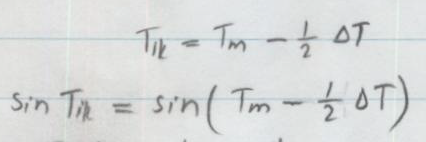 T_ik = T_m - 1/2 ΔT
sin T_ik = sin( T_m - 1/2 ΔT)